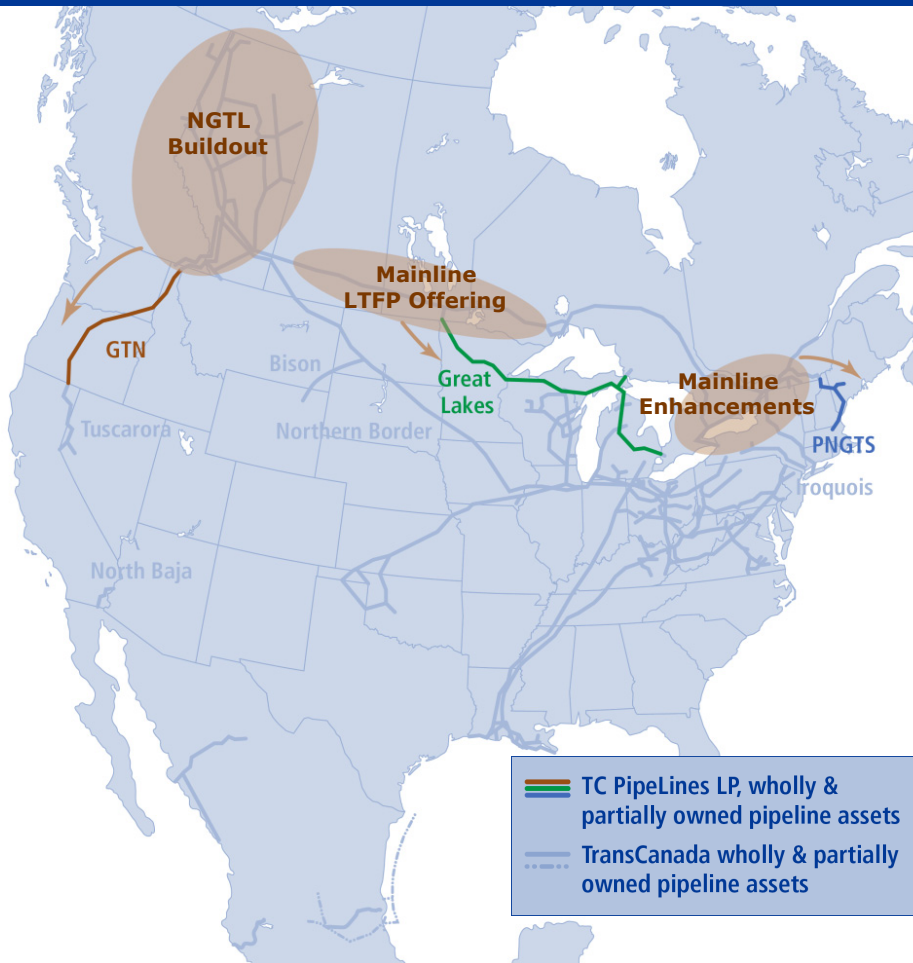 NGTL
Buildout
Mainline
LTFP Offering
GTN
Bison
Great
Lakes
Mainline
Enhancements
Tuscarora
Northern Border
PNGTS
Iroquois
North Baja
TC PipeLines LP, wholly &
partially owned pipeline assets
TransCanada wholly & partially
owned pipeline assets